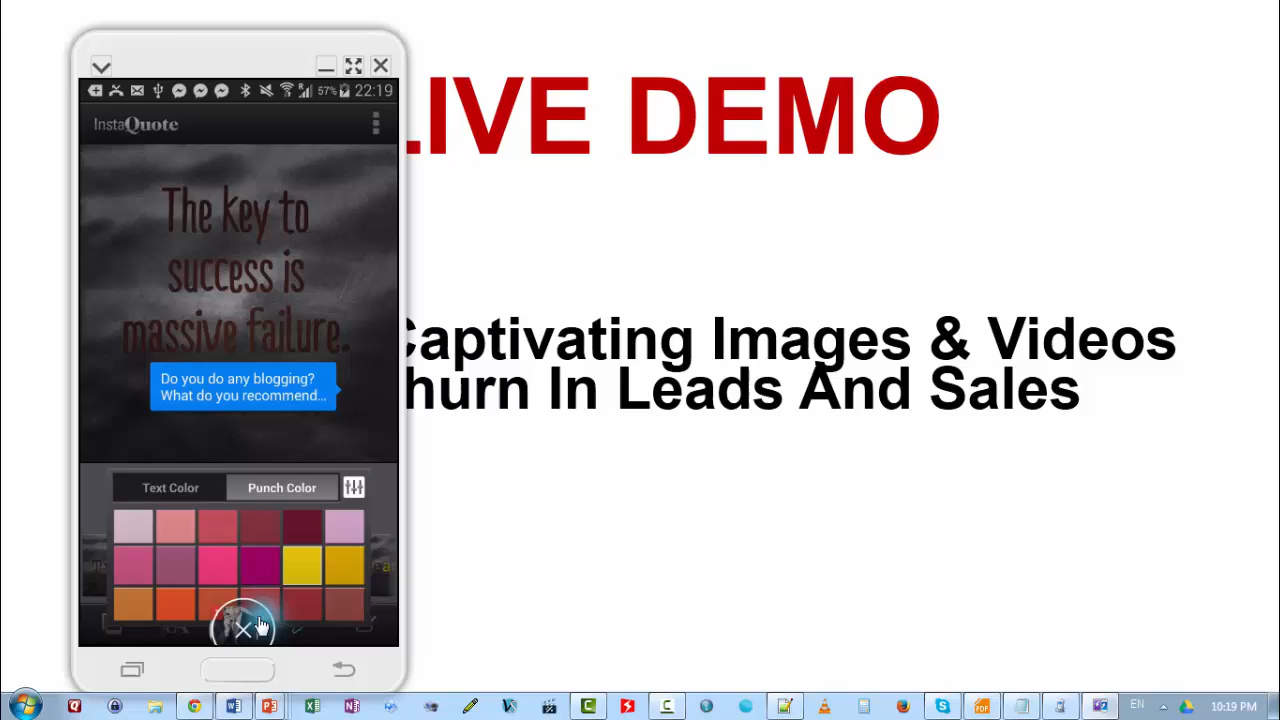 LIVE DEMO
Captivating Images & Videos
hurn In Leads And Sales
57% 22:19
InstaQuote
The key to
success is
massive failure.
Do you do any blogging?
What do you recommend...
Text Color Punch Color
EN 10:19 PM